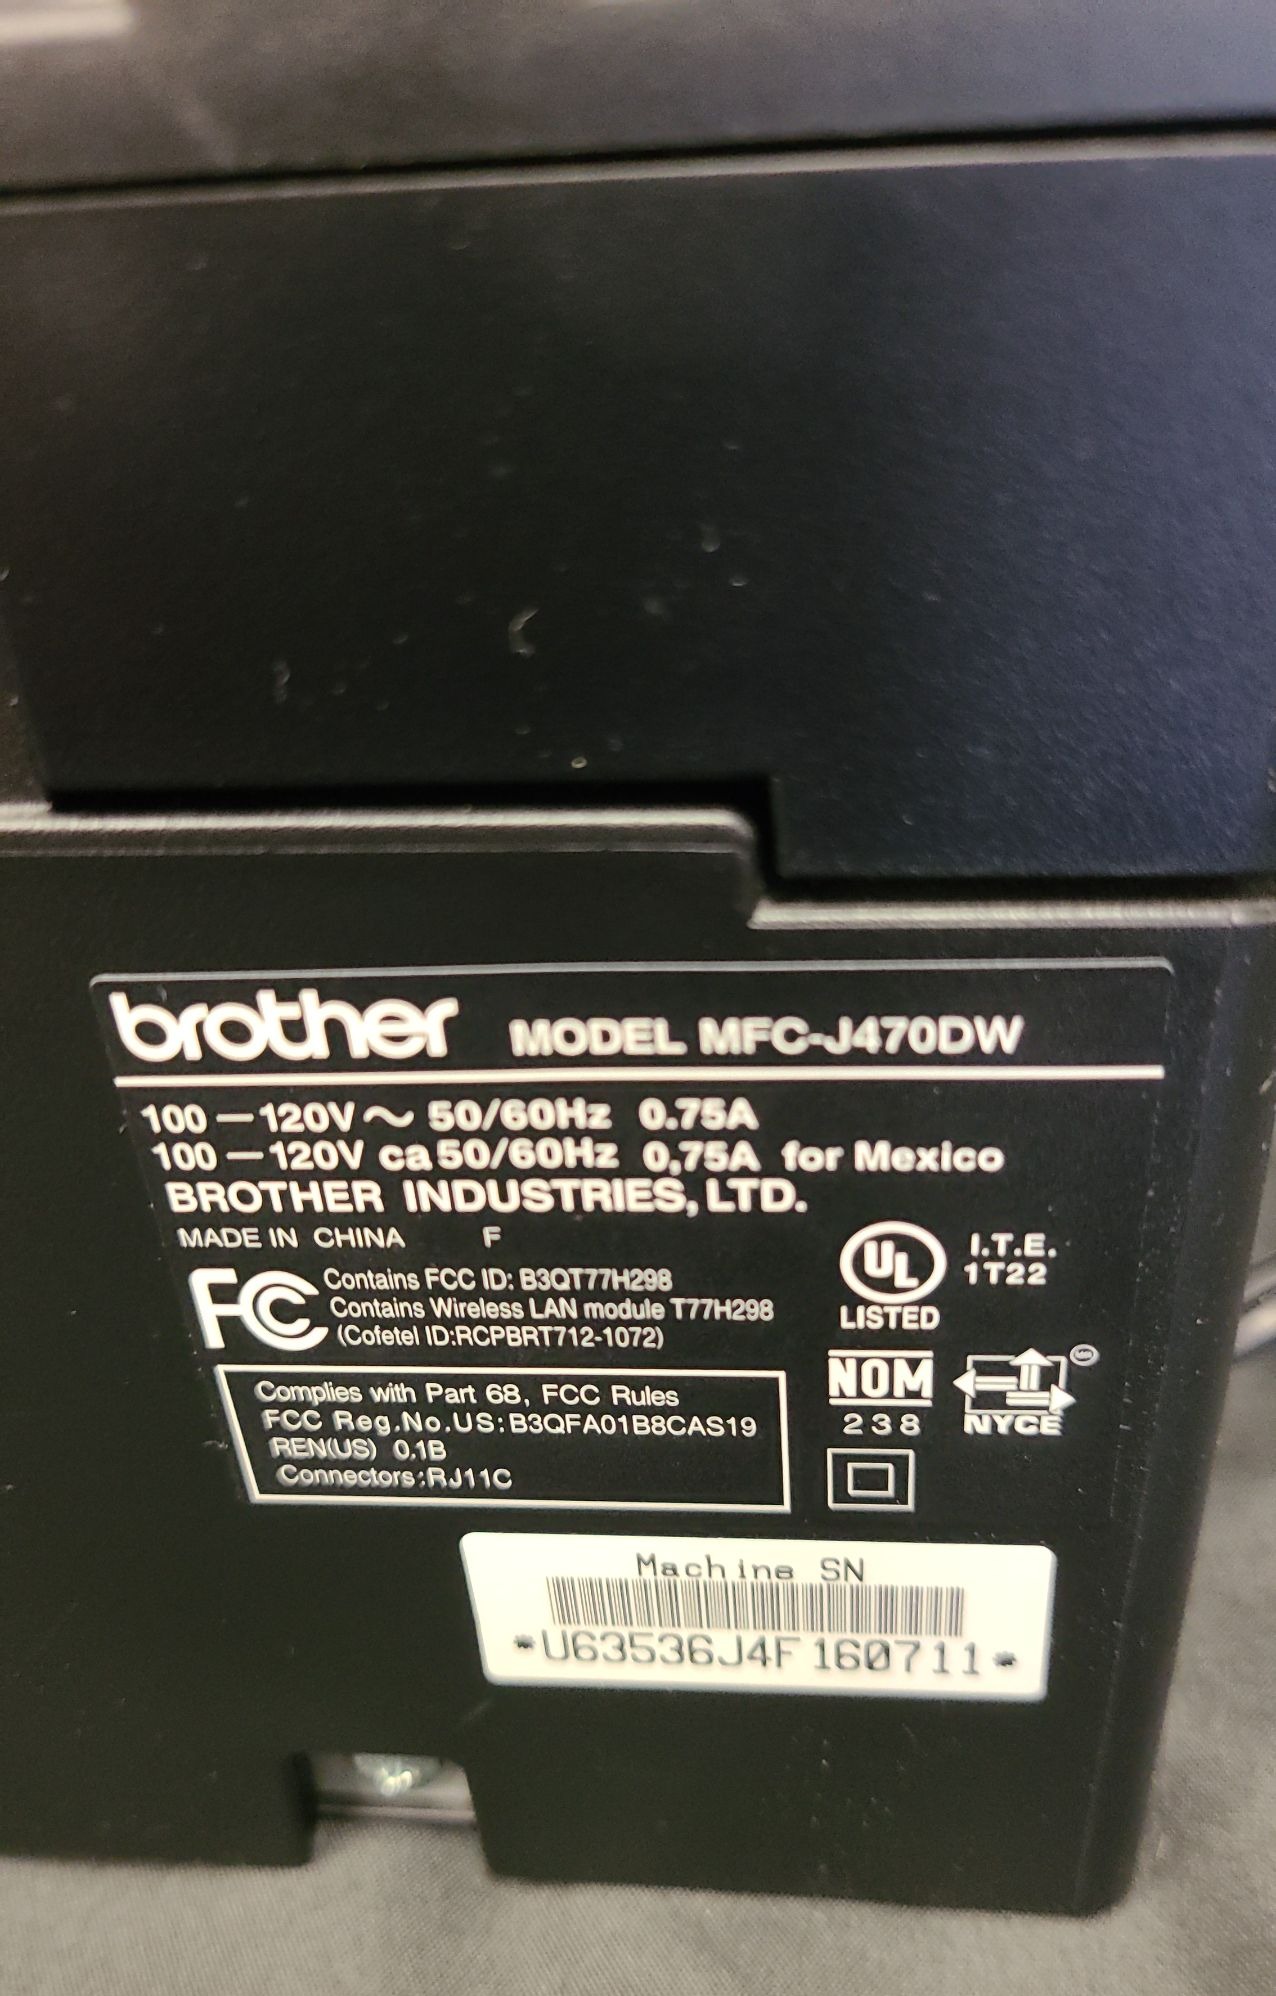 brother MODEL MFC-J470DW
100－120V～ 50/60Hz 0.75A
100－120V ca 50/60Hz 0,75A for Mexico
BROTHER INDUSTRIES, LTD.
MADE IN CHINA F
FC Contains FCC ID: B3QT77H298
Contains Wireless LAN module T77H298
(Cofetel ID:RCPBRT712-1072)
UL
LISTED
I.T.E.
1T22
Complies with Part 68, FCC Rules
FCC Reg.No.US:B3QFA01B8CAS19
REN(US) 0.1B
Connectors:RJ11C
NOM
238
NYCE
Machine SN
*U63536J4F160711*